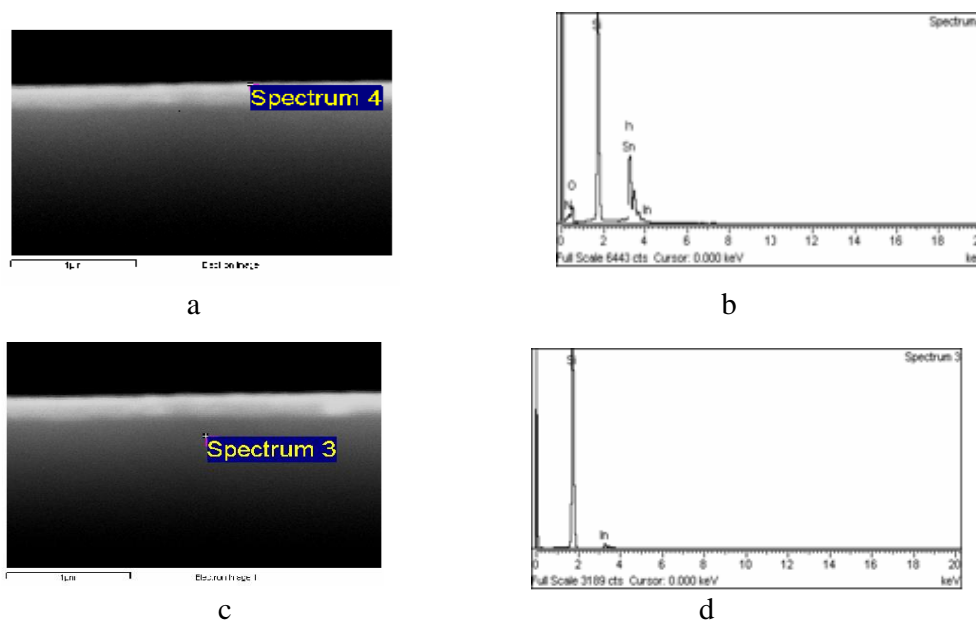 Spectrum 4
1μm
Electron Image
a
Spectrum
Si
In
Sn
O
In
0 2 4 6 8 10 12 14 16 18 2
Full Scale 6443 cts Cursor: 0.000 keV
ke
b
Spectrum 3
1μm
Electron Image 1
c
Spectrum 3
Si
In
0 2 4 6 8 10 12 14 16 18 20
Full Scale 3189 cts Cursor: 0.000 keV
keV
d